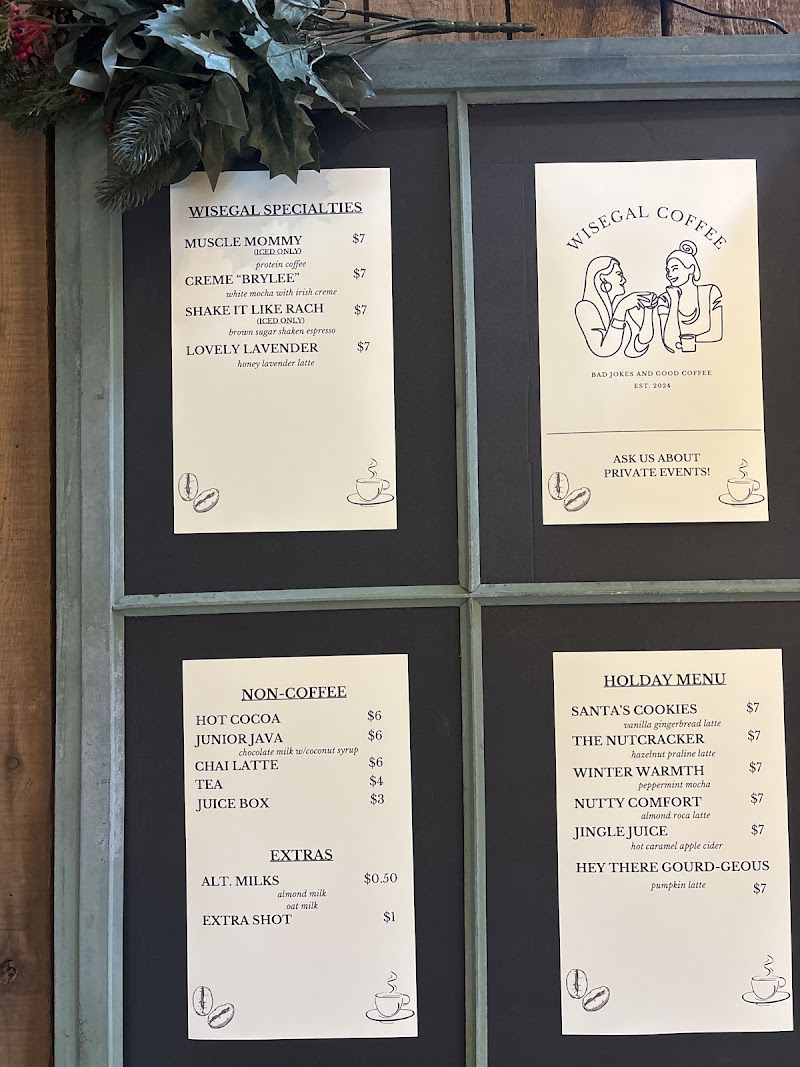 WISEGAL SPECIALTIES
MUSCLE MOMMY $7
(ICED ONLY)
protein coffee
CREME “BRYLEE” $7
white mocha with irish creme
SHAKE IT LIKE RACH $7
(ICED ONLY)
brown sugar shaken espresso
LOVELY LAVENDER $7
honey lavender latte
WISEGAL COFFEE
BAD JOKES AND GOOD COFFEE
EST. 2024
ASK US ABOUT
PRIVATE EVENTS!
NON-COFFEE
HOT COCOA $6
JUNIOR JAVA $6
chocolate milk w/coconut syrup
CHAI LATTE $6
TEA $4
JUICE BOX $3
EXTRAS
ALT. MILKS $0.50
almond milk
oat milk
EXTRA SHOT $1
HOLDAY MENU
SANTA'S COOKIES $7
vanilla gingerbread latte
THE NUTCRACKER $7
hazelnut praline latte
WINTER WARMTH $7
peppermint mocha
NUTTY COMFORT $7
almond roca latte
JINGLE JUICE $7
hot caramel apple cider
HEY THERE GOURD-GEOUS
pumpkin latte $7